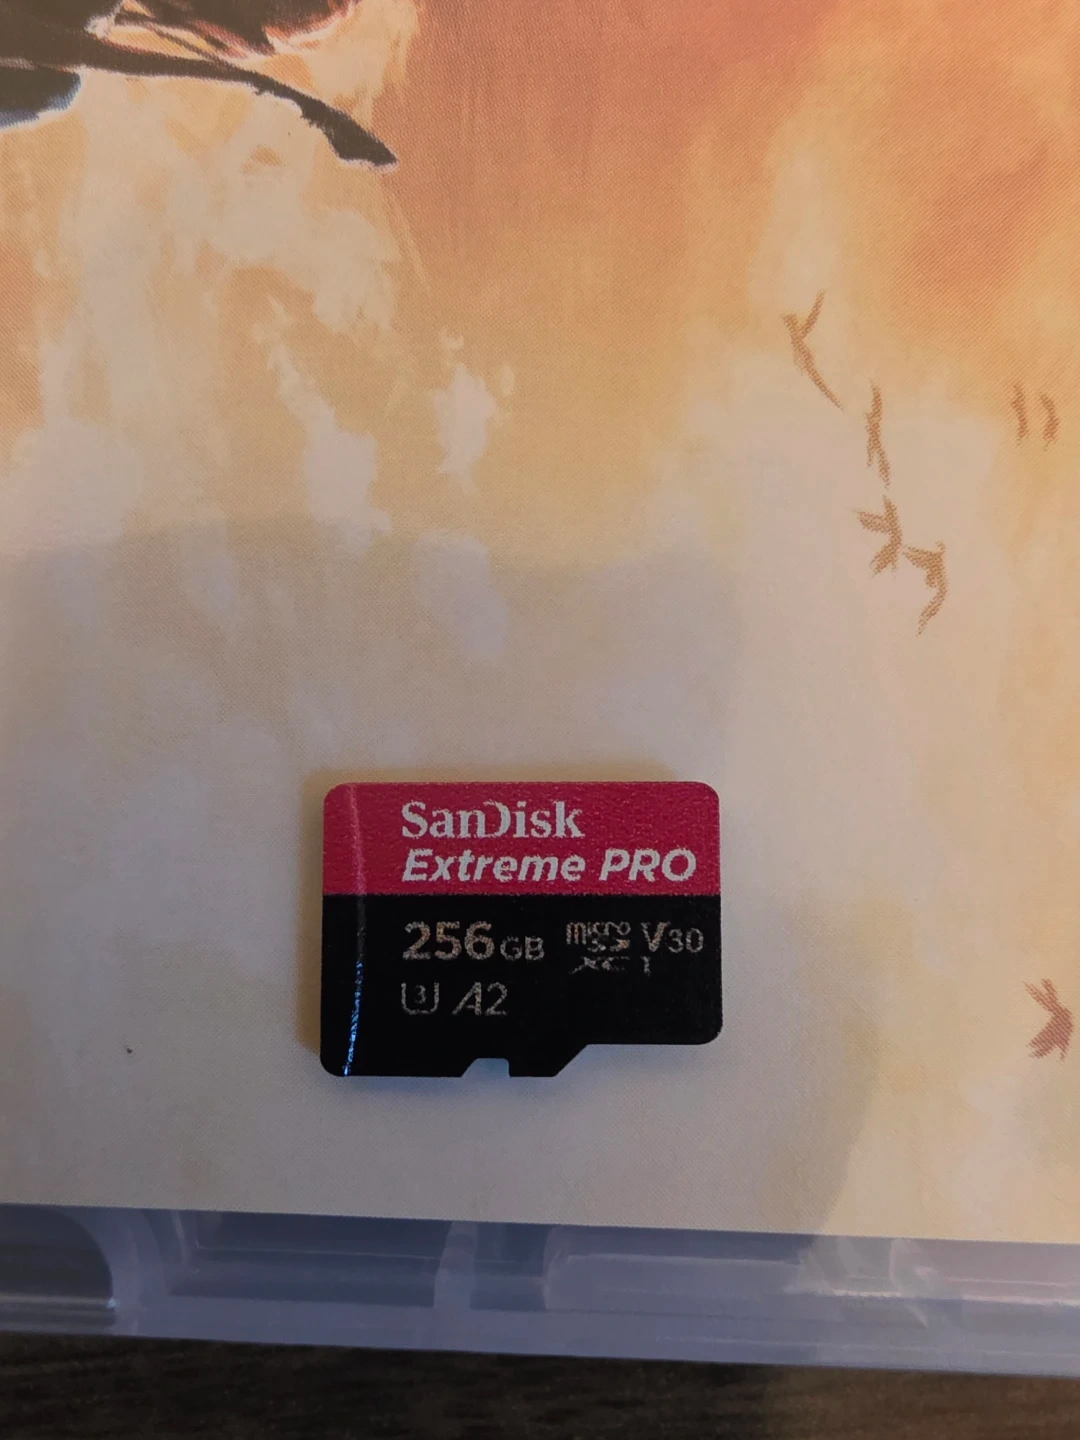 SanDisk
Extreme PRO
256GB micro SD XC I V30
U3 A2